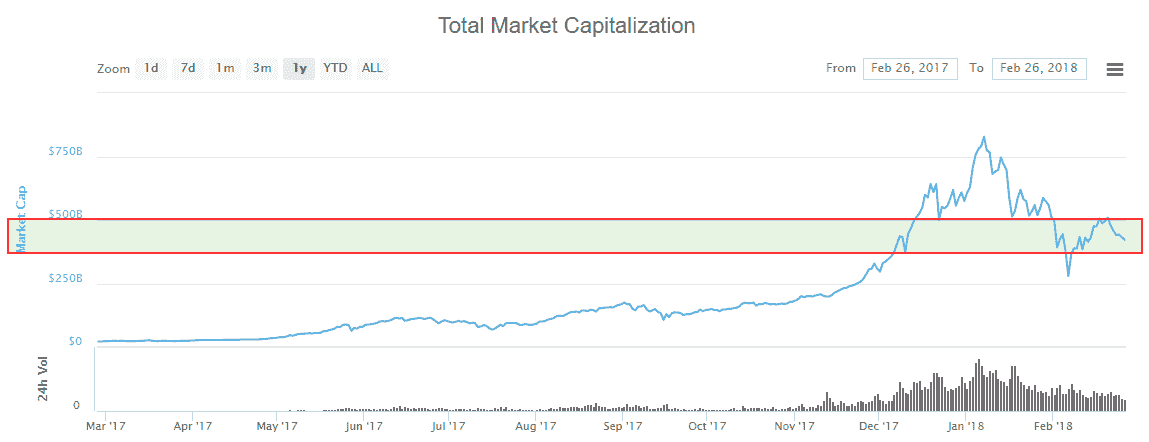 Total Market Capitalization
Zoom 1d 7d 1m 3m 1y YTD ALL From Feb 26, 2017 To Feb 26, 2018
$750B
$500B
Market Cap
$250B
$0
24h Vol
0
Mar '17 Apr '17 May '17 Jun '17 Jul '17 Aug '17 Sep '17 Oct '17 Nov '17 Dec '17 Jan '18 Feb '18